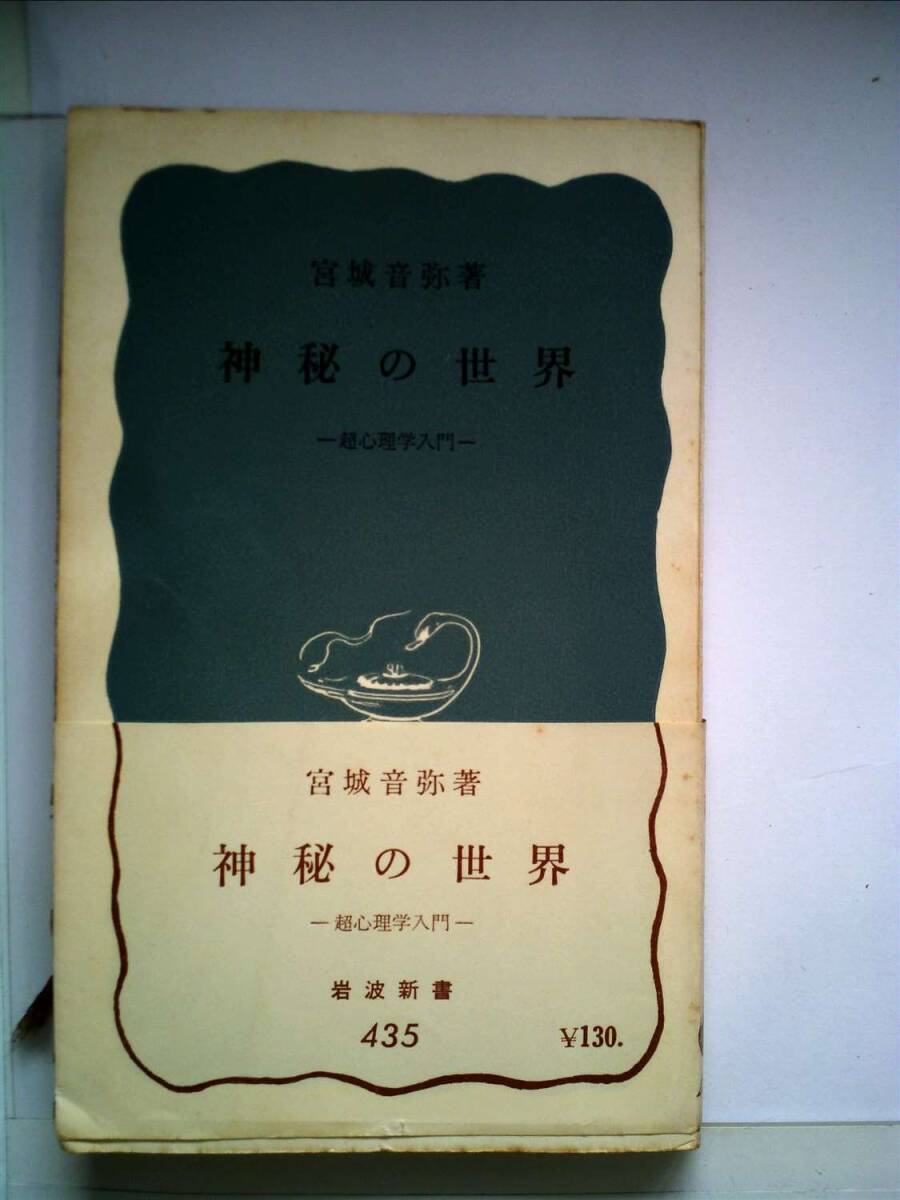 宮城音弥著
神秘の世界
―超心理学入門―
宮城音弥著
神秘の世界
―超心理学入門―
岩波新書
435
¥130.